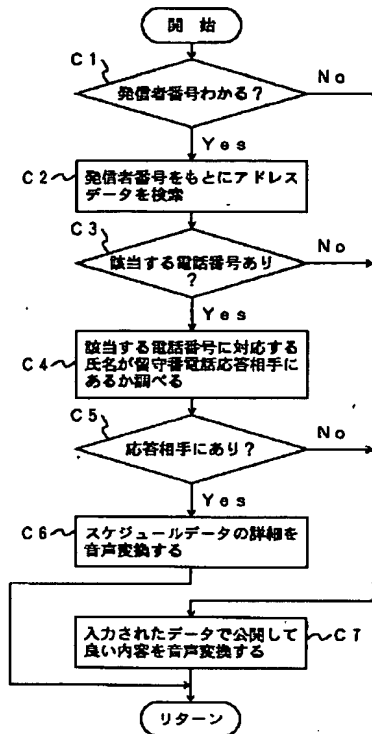 開 始
C1
発信者番号わかる?
No
Yes
C2
発信者番号をもとにアドレス
データを検索
C3
該当する電話番号あり
?
No
Yes
C4
該当する電話番号に対応する
氏名が留守番電話応答相手に
あるか調べる
C5
応答相手にあり?
No
Yes
C6
スケジュールデータの詳細を
音声変換する
入力されたデータで公開して
良い内容を音声変換する
C7
リターン